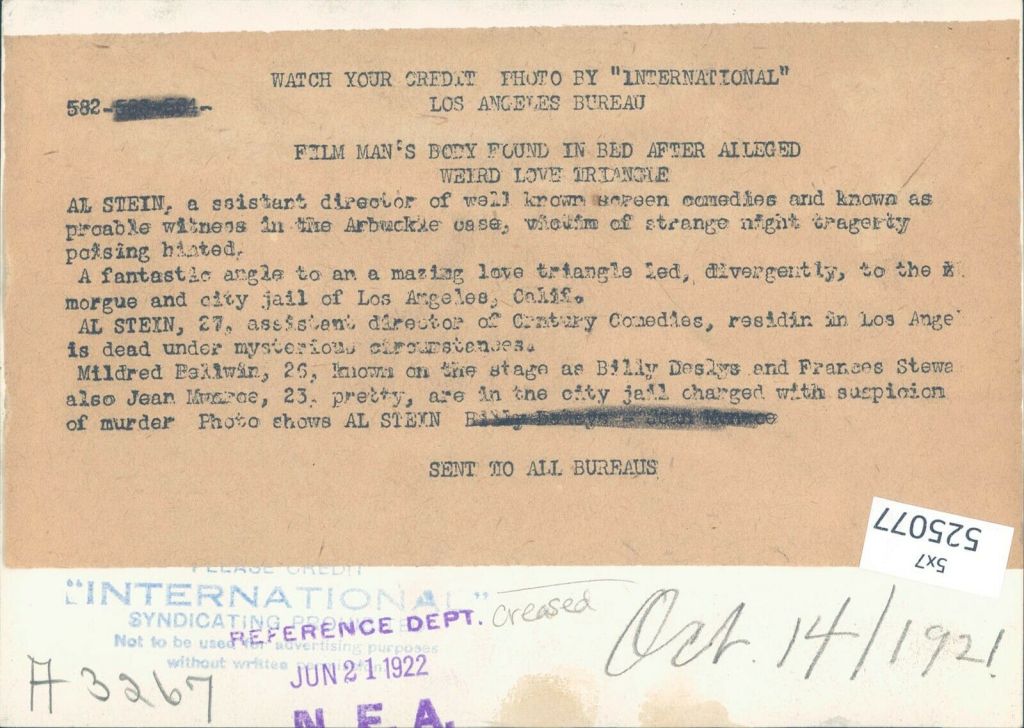 WATCH YOUR CREDIT PHOTO BY "INTERNATIONAL"
582-
LOS ANGELES BUREAU
FILM MAN'S BODY FOUND IN BED AFTER ALLEGED
WEIRD LOVE TRIANGLE
AL STEIN, a ssistant director of well known screen comedies and known as
proable witness in the Arbuckle case, victim of strange night tragerty
poising hinted.
A fantastic angle to an a mazing love triangle led, divergently, to the
morgue and city jail of Los Angeles, Calif.
AL STEIN, 27, assistant director of Century Comedies, residin in Los Ange
is dead under mysterious circumstances.
Mildred 26, known on the stage as Billy Deslys and Frances Stewa
also Jean Munroe, 23, pretty, are in the city jail charged with suspicion
of murder Photo shows AL STEIN
SENT TO ALL BUREAUS
525077
5x7
PLEASE CREDIT
"INTERNATIONAL"
SYNDICATING
Not to be used for advertising purposes
without written
REFERENCE DEPT.
JUN 21 1922
N.E.A.
Creased
Oct. 14/1921
A3267